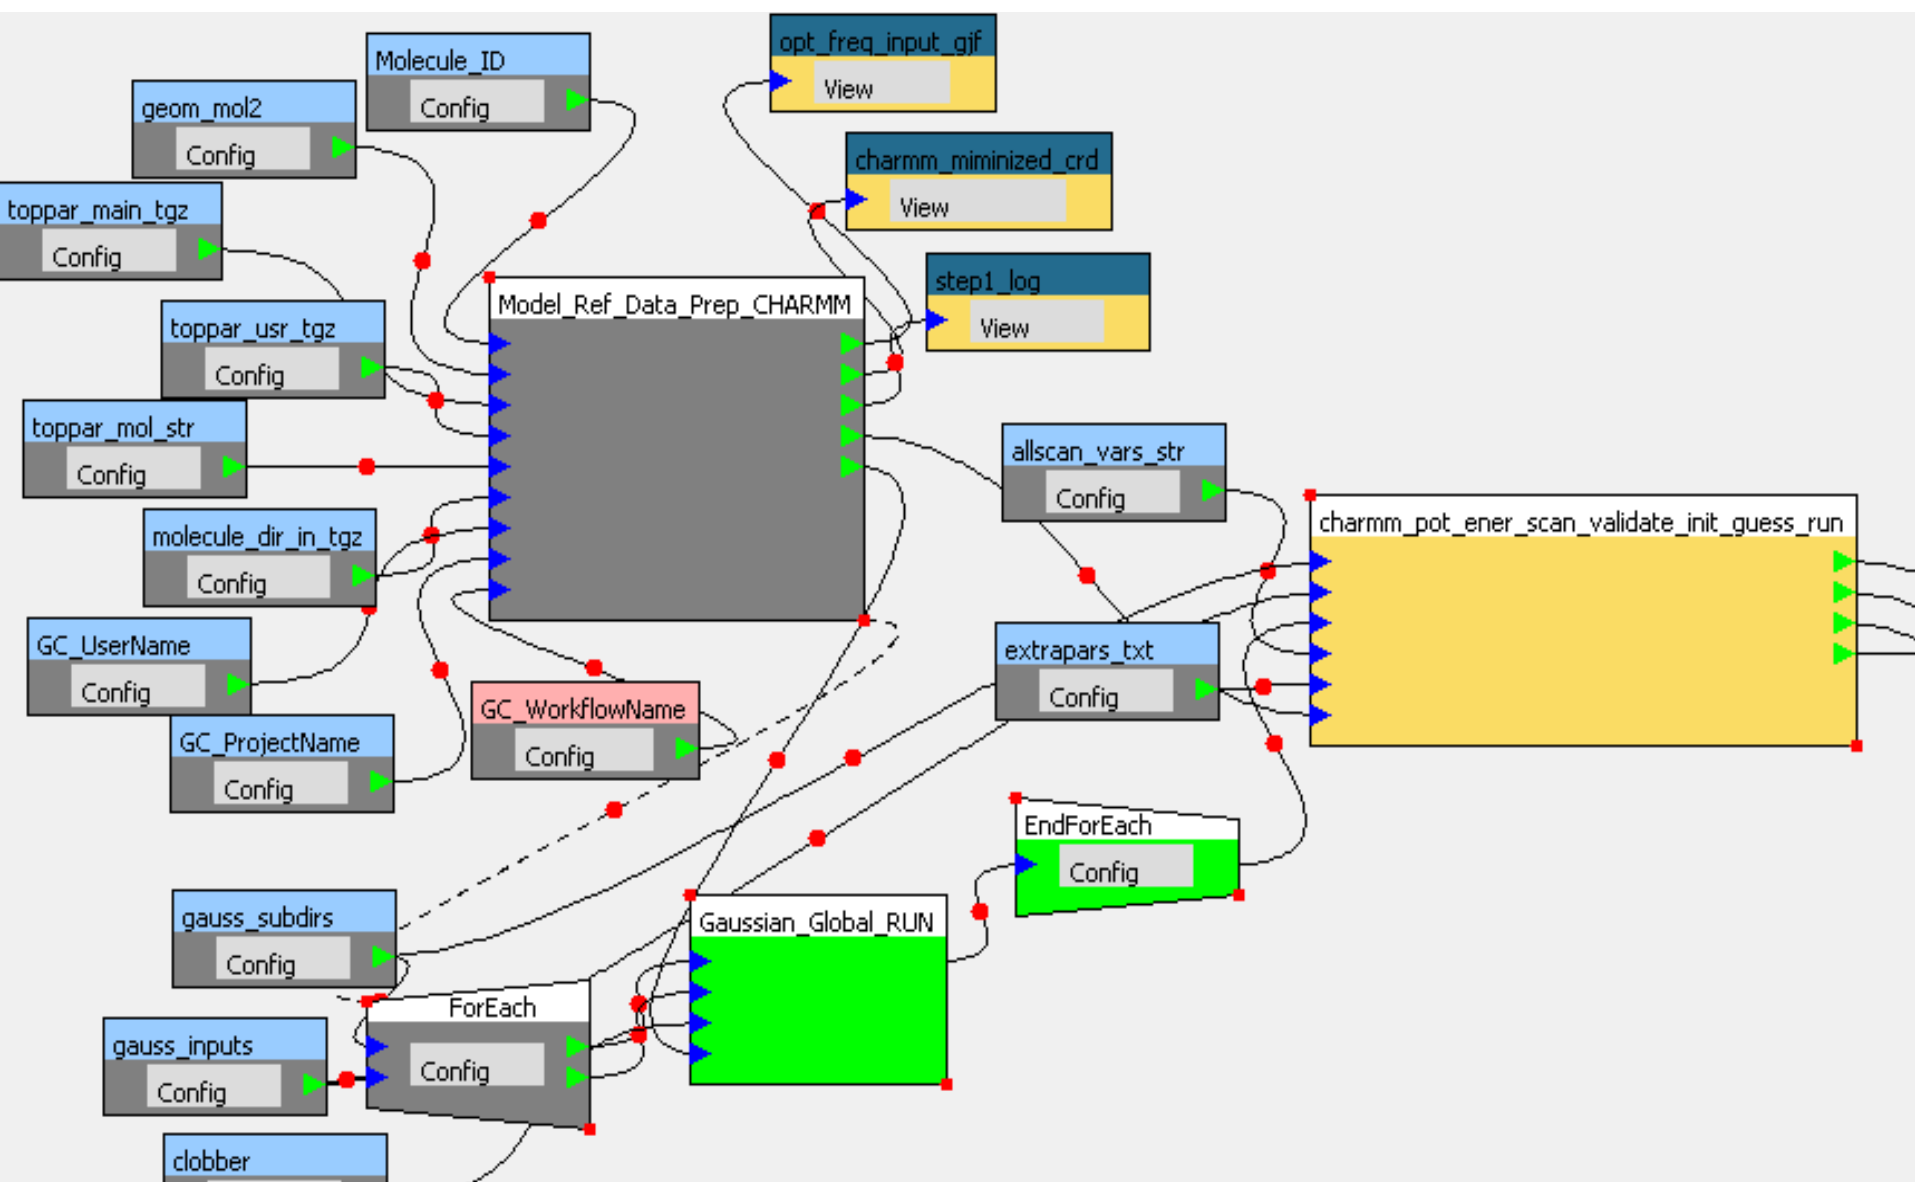 opt_freq_input_gjf
View
Molecule_ID
Config
geom_mol2
Config
charmm_miminized_crd
View
toppar_main_tgz
Config
step1_log
View
Model_Ref_Data_Prep_CHARMM
toppar_usr_tgz
Config
toppar_mol_str
Config
allscan_vars_str
Config
charmm_pot_ener_scan_validate_init_guess_run
molecule_dir_in_tgz
Config
GC_UserName
Config
extrapars_txt
Config
GC_WorkflowName
Config
GC_ProjectName
Config
EndForEach
Config
gauss_subdirs
Config
Gaussian_Global_RUN
ForEach
Config
gauss_inputs
Config
clobber